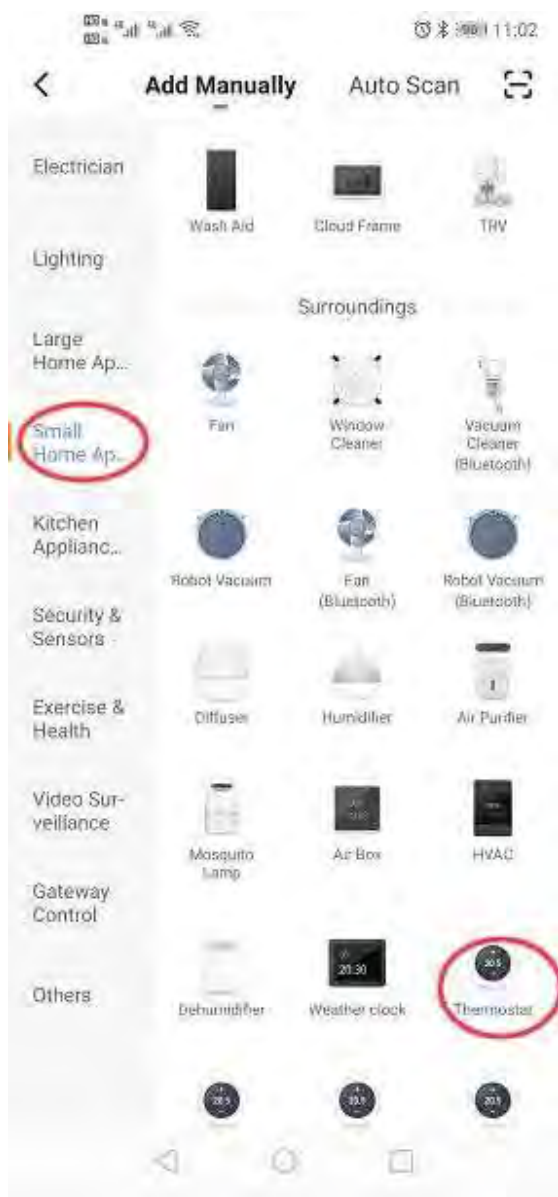 11:02
Add Manually
Auto Scan
Electrician
Lighting
Large
Home Ap...
Small
Home Ap...
Kitchen
Applianc...
Security &
Sensors
Exercise &
Health
Video Sur-
veillance
Gateway
Control
Others
Wash Aid
Cloud Frame
TRV
Surroundings
Fan
Window
Cleaner
Vacuum
Cleaner
(Bluetooth)
Robot Vacuum
Fan
(Bluetooth)
Robot Vacuum
(Bluetooth)
Diffuser
Humidifier
Air Purifier
Mosquito
Lamp
Air Box
HVAC
Dehumidifier
20:30
Weather clock
Thermostat